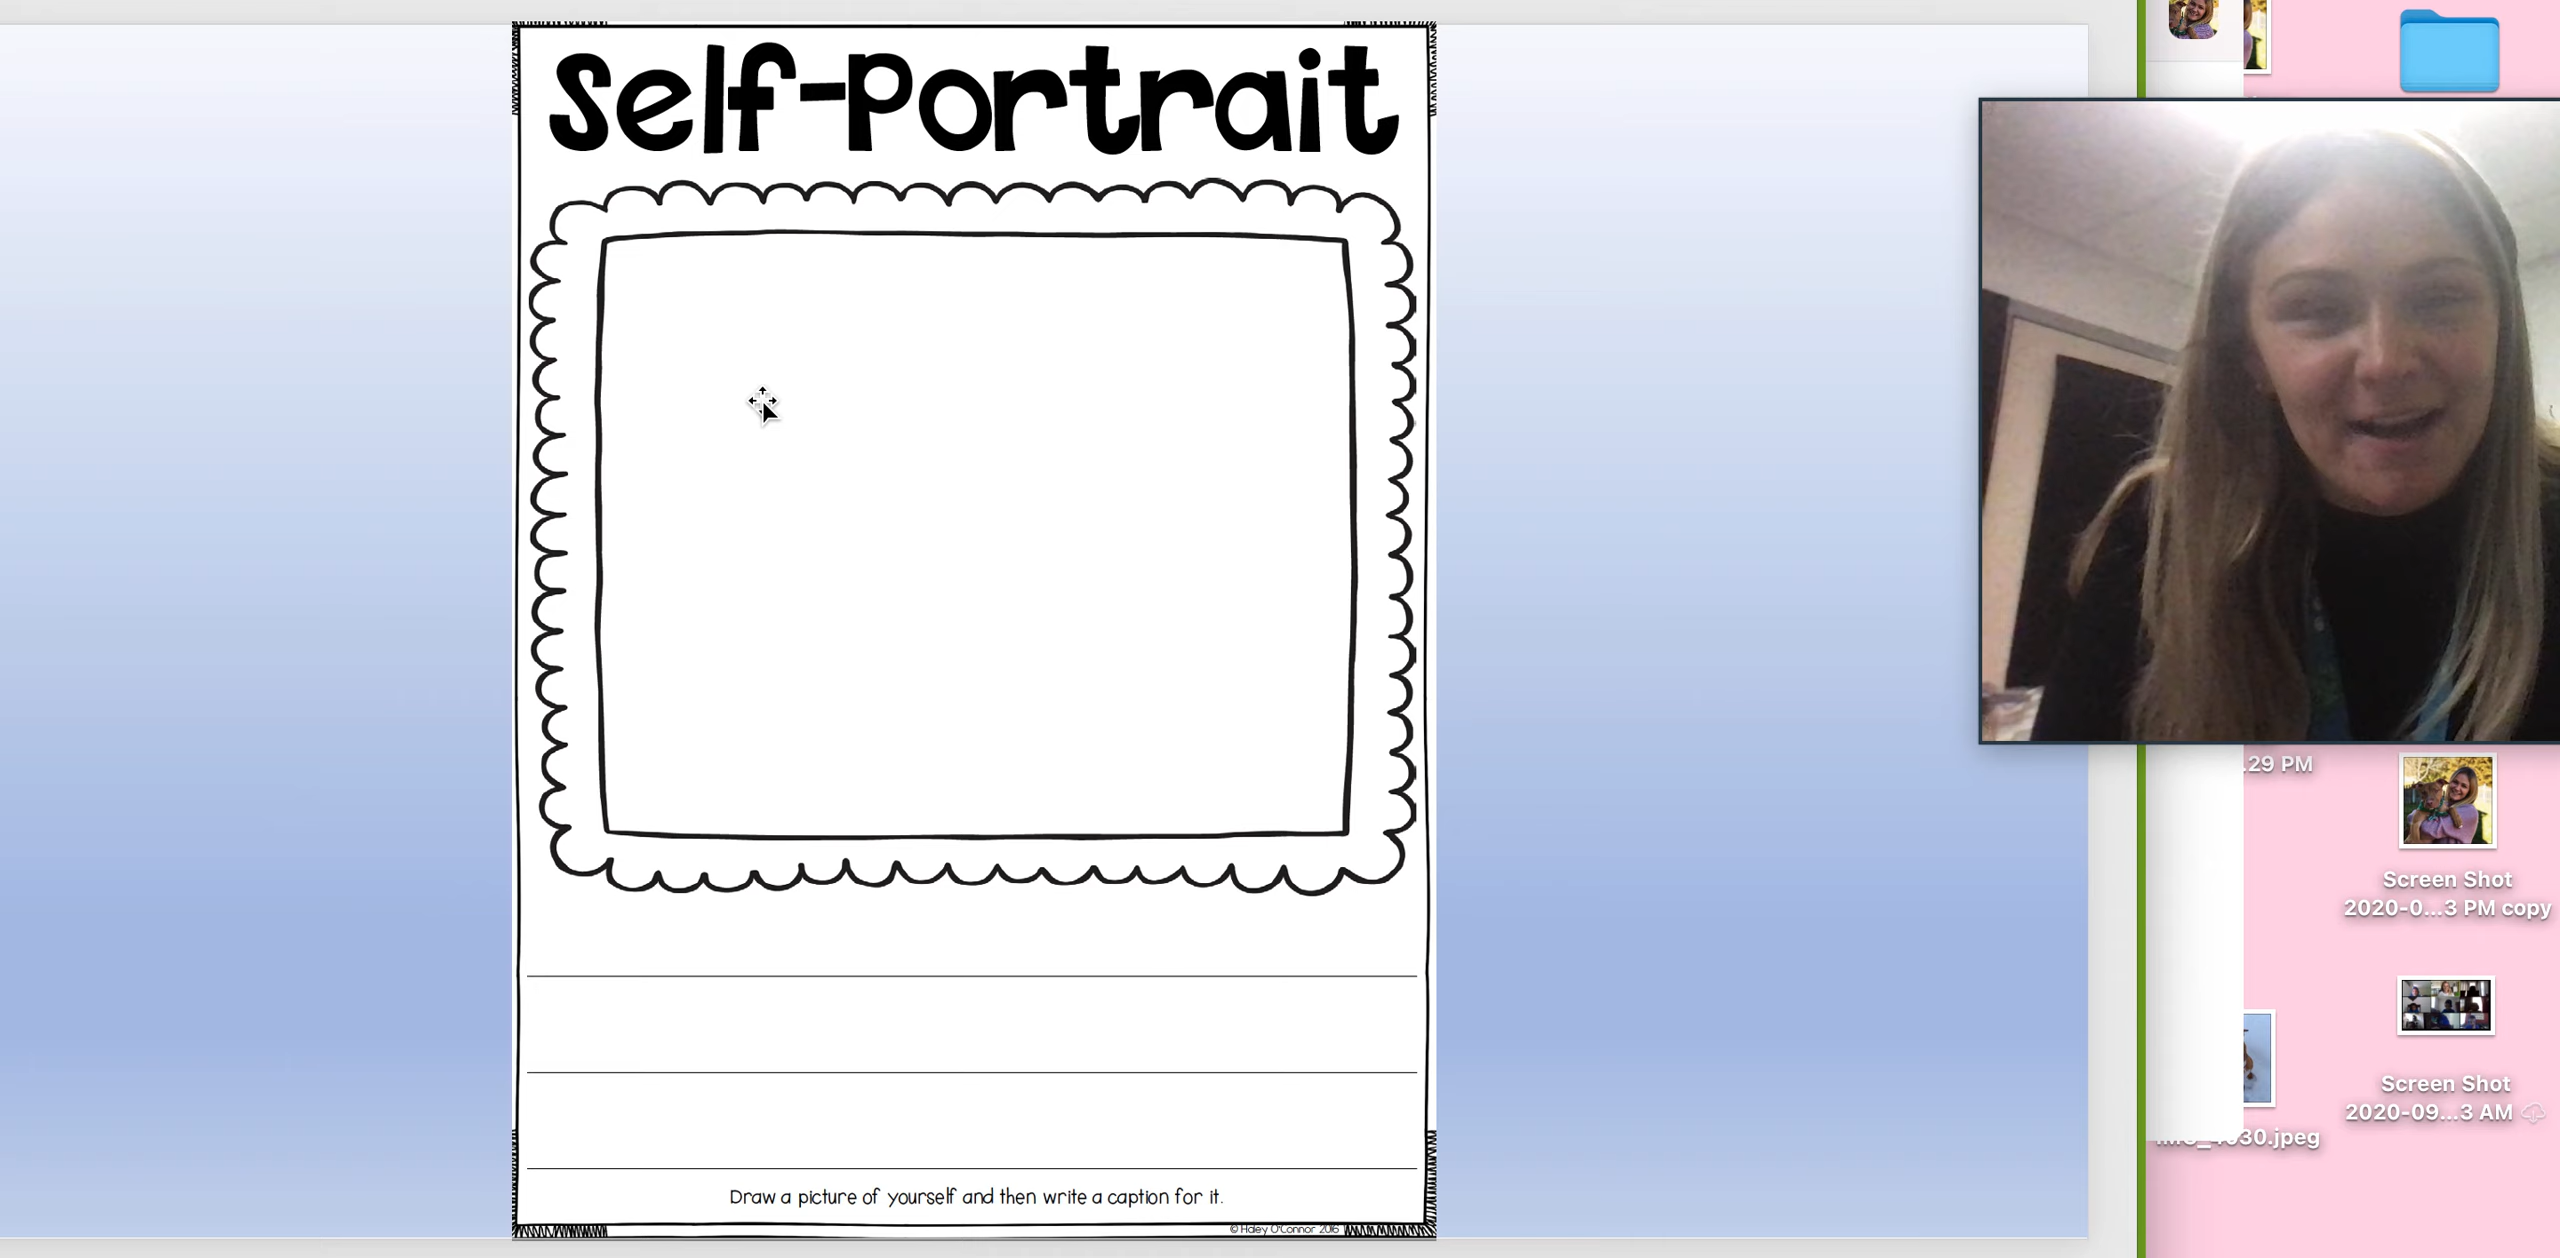 Self-Portrait
Draw a picture of yourself and then write a caption for it.
© Haley O'Connor 2016
.29 PM
Screen Shot
2020-0...3 PM copy
Screen Shot
2020-09...3 AM
30.jpeg